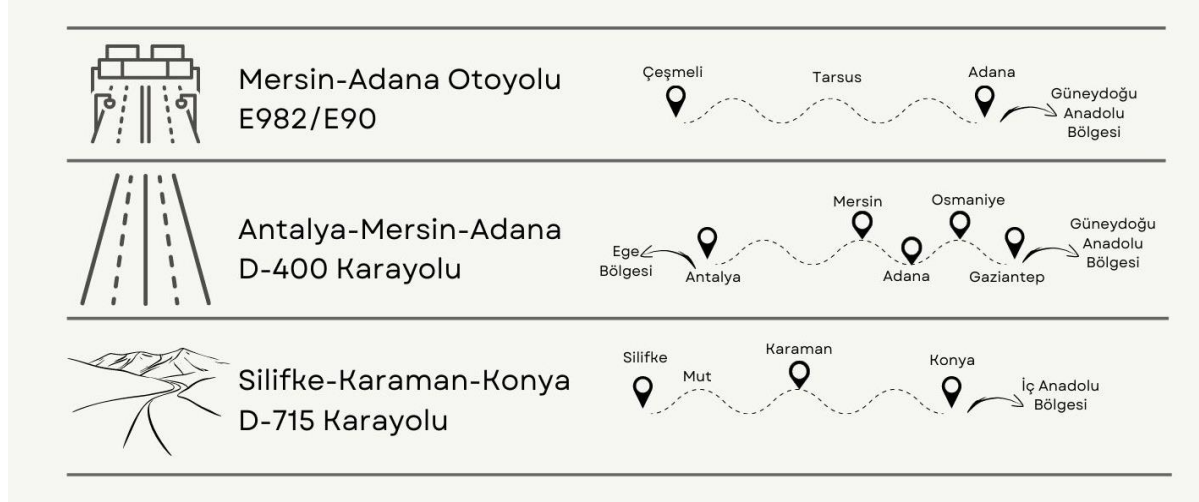 Mersin-Adana Otoyolu
E982/E90
Çeşmeli
Tarsus
Adana
Güneydoğu
Anadolu
Bölgesi
Antalya-Mersin-Adana
D-400 Karayolu
Ege
Bölgesi
Antalya
Mersin
Adana
Osmaniye
Gaziantep
Güneydoğu
Anadolu
Bölgesi
Silifke-Karaman-Konya
D-715 Karayolu
Silifke
Mut
Karaman
Konya
İç Anadolu
Bölgesi